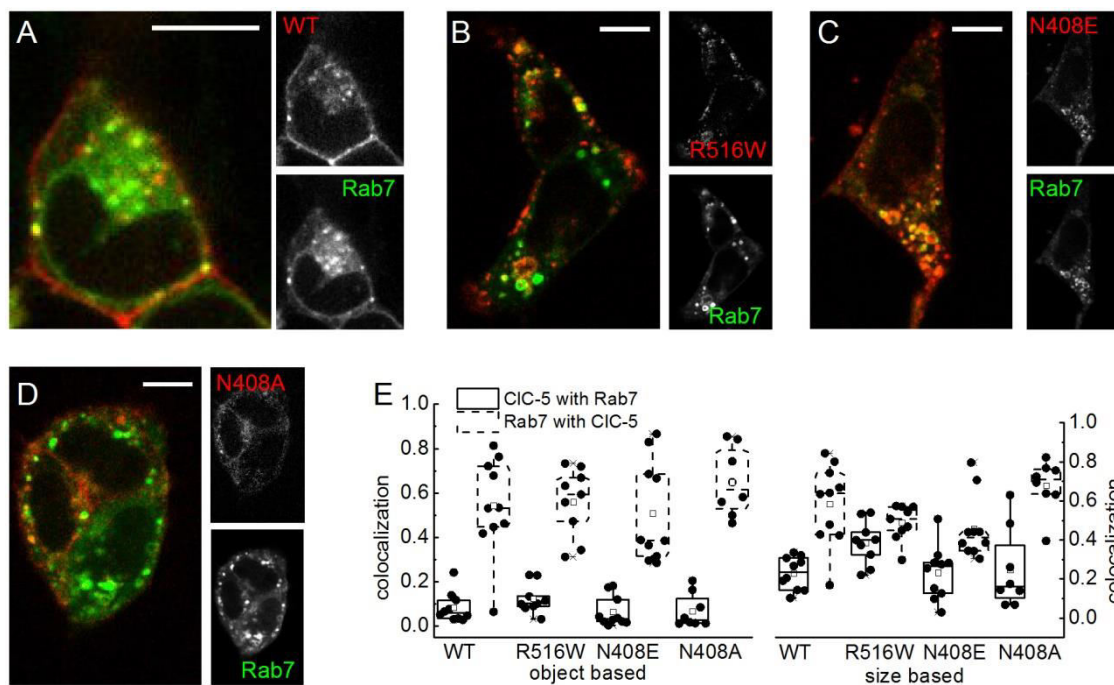 A
WT
Rab7
B
R516W
Rab7
C
N408E
Rab7
D
N408A
Rab7
E
ClC-5 with Rab7
Rab7 with ClC-5
colocalization
1.0
0.8
0.6
0.4
0.2
0.0
WT R516W N408E N408A
object based
WT R516W N408E N408A
size based
1.0
0.8
0.6
0.4
0.2
0.0
colocalization